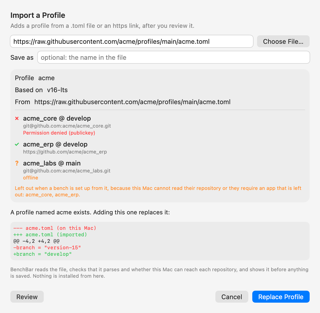 Import a Profile
Adds a profile from a .toml file or an https link, after you review it.
https://raw.githubusercontent.com/acme/profiles/main/acme.toml
Choose File...
Save as
optional: the name in the file
Profile acme
Based on v16-lts
From https://raw.githubusercontent.com/acme/profiles/main/acme.toml
× acme_core @ develop
git@github.com:acme/acme_core.git
Permission denied (publickey)
✓ acme_erp @ develop
https://github.com/acme/acme_erp
? acme_labs @ main
git@github.com:acme/acme_labs.git
offline
Left out when a bench is set up from it, because this Mac cannot read their repository or they require an app that is left
out: acme_core, acme_erp.
A profile named acme exists. Adding this one replaces it:
--- acme.toml (on this Mac)
+++ acme.toml (imported)
@@ -4,2 +4,2 @@
-branch = "version-15"
+branch = "develop"
BenchBar reads the file, checks that it parses and whether this Mac can reach each repository, and shows it before anything
is saved. Nothing is installed from here.
Review
Cancel
Replace Profile